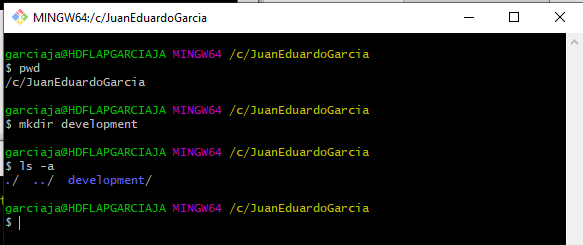 MINGW64:/c/JuanEduardoGarcia
garciaja@HDFLAPGARCIAJA MINGW64 /c/JuanEduardoGarcia
$ pwd
/c/JuanEduardoGarcia
garciaja@HDFLAPGARCIAJA MINGW64 /c/JuanEduardoGarcia
$ mkdir development
garciaja@HDFLAPGARCIAJA MINGW64 /c/JuanEduardoGarcia
$ ls -a
./  ../  development/
garciaja@HDFLAPGARCIAJA MINGW64 /c/JuanEduardoGarcia
$